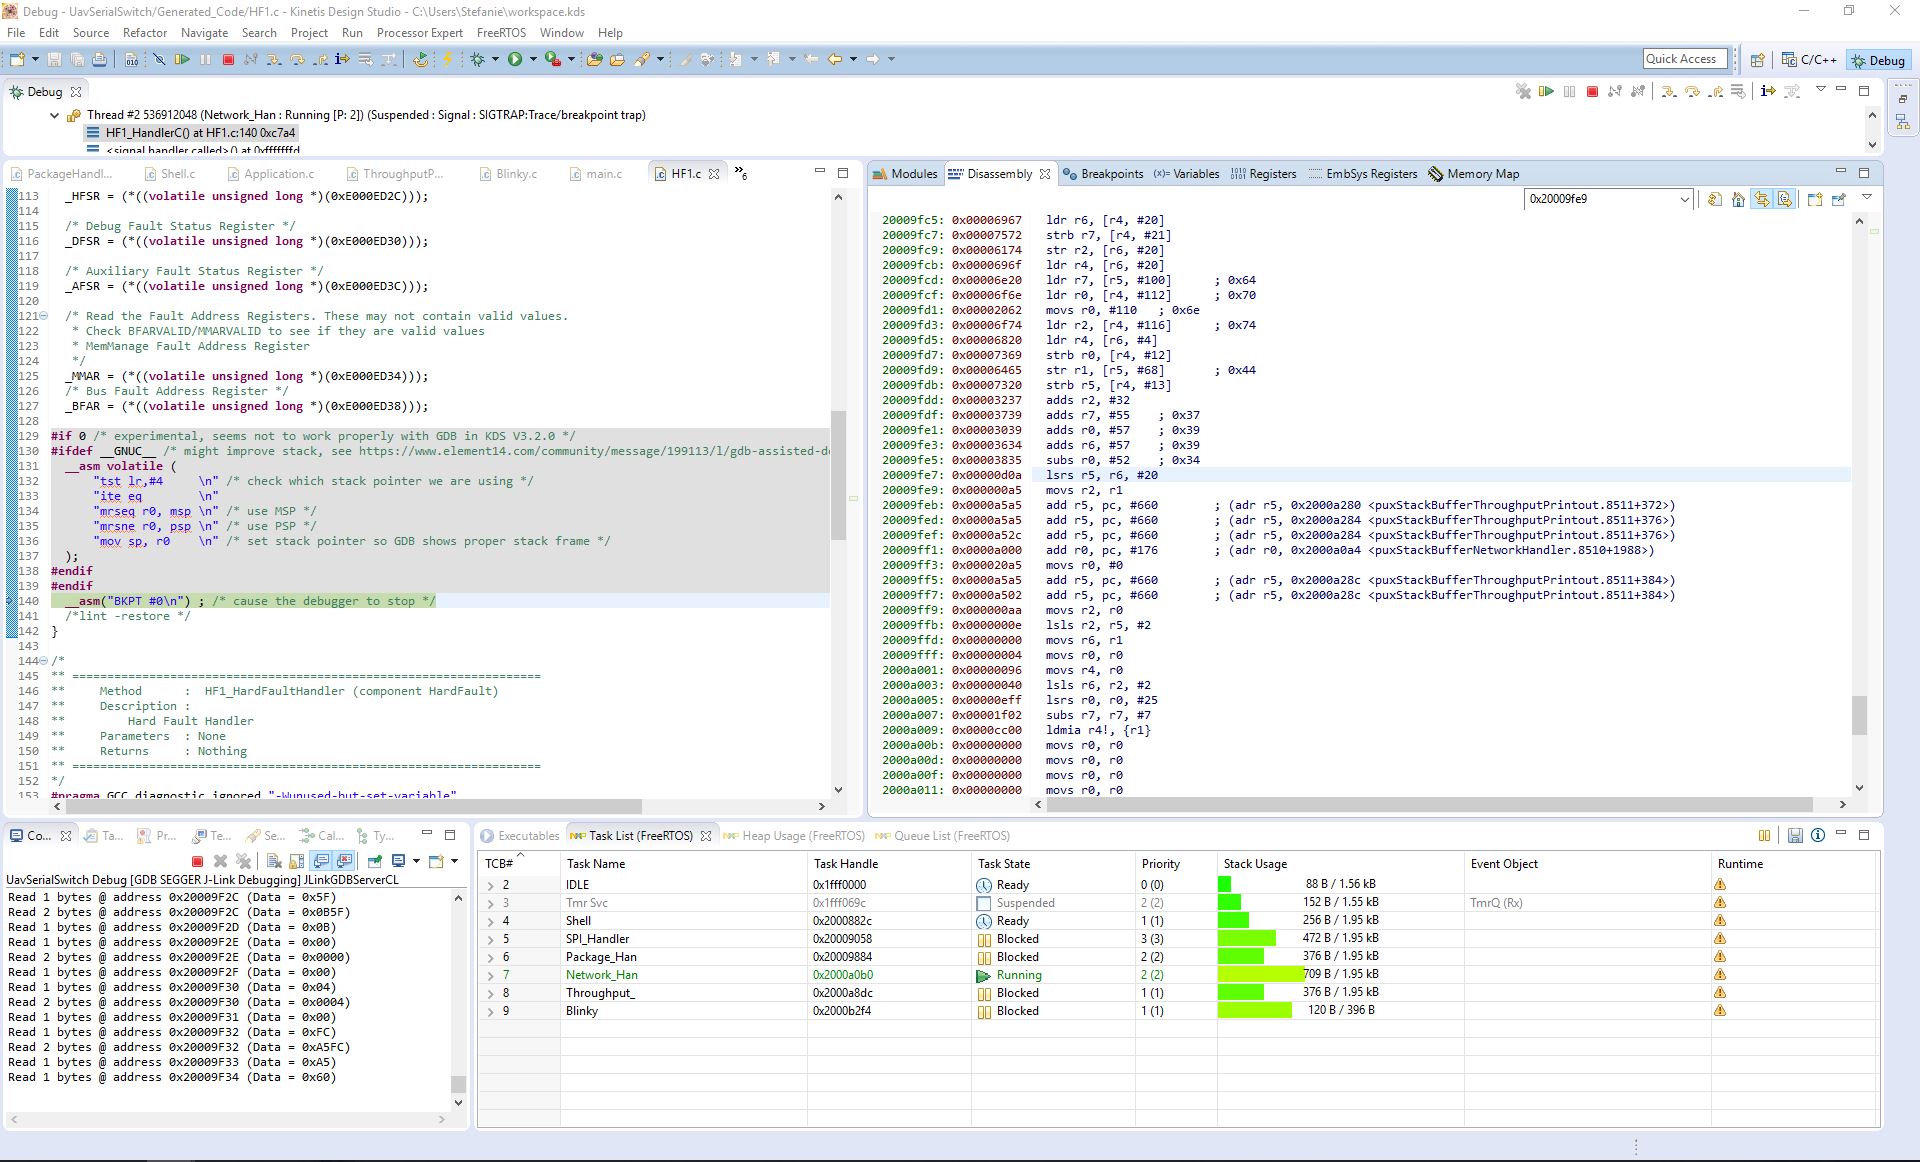 Debug - UavSerialSwitch/Generated_Code/HF1.c - Kinetis Design Studio - C:\Users\Stefanie\workspace.kds
File Edit Source Refactor Navigate Search Project Run Processor Expert FreeRTOS Window Help
Quick Access
C/C++
Debug
Debug
Thread #2 536912048 (Network_Han : Running [P: 2]) (Suspended : Signal : SIGTRAP:Trace/breakpoint trap)
HF1_HandlerC() at HF1.c:140 0xc7a4
<signal handler called>() at 0xfffffffd
PackageHandl... Shell.c Application.c ThroughputP... Blinky.c main.c HF1.c »6
113 _HFSR = (*((volatile unsigned long *)(0xE000ED2C)));
114
115 /* Debug Fault Status Register */
116 _DFSR = (*((volatile unsigned long *)(0xE000ED30)));
117
118 /* Auxiliary Fault Status Register */
119 _AFSR = (*((volatile unsigned long *)(0xE000ED3C)));
120
121 /* Read the Fault Address Registers. These may not contain valid values.
122 * Check BFARVALID/MMARVALID to see if they are valid values
123 * MemManage Fault Address Register
124 */
125 _MMAR = (*((volatile unsigned long *)(0xE000ED34)));
126 /* Bus Fault Address Register */
127 _BFAR = (*((volatile unsigned long *)(0xE000ED38)));
128
129 #if 0 /* experimental, seems not to work properly with GDB in KDS V3.2.0 */
130 #ifdef __GNUC__ /* might improve stack, see https://www.element14.com/community/message/199113/l/gdb-assisted-de
131 __asm volatile (
132 "tst lr,#4 \n" /* check which stack pointer we are using */
133 "ite eq \n"
134 "mrseq r0, msp \n" /* use MSP */
135 "mrsne r0, psp \n" /* use PSP */
136 "mov sp, r0 \n" /* set stack pointer so GDB shows proper stack frame */
137 );
138 #endif
139 #endif
140 __asm("BKPT #0\n") ; /* cause the debugger to stop */
141 /*lint -restore */
142 }
143
144 /*
145 ** ===================================================================
146 ** Method : HF1_HardFaultHandler (component HardFault)
147 ** Description :
148 ** Hard Fault Handler
149 ** Parameters : None
150 ** Returns : Nothing
151 ** ===================================================================
152 */
153 #pragma GCC diagnostic ignored "-Wunused-but-set-variable"
Modules Disassembly Breakpoints (x)= Variables Registers EmbSys Registers Memory Map
0x20009fe9
20009fc5: 0x00006967 ldr r6, [r4, #20]
20009fc7: 0x00007572 strb r7, [r4, #21]
20009fc9: 0x00006174 str r2, [r6, #20]
20009fcb: 0x0000696f ldr r4, [r6, #20]
20009fcd: 0x00006e20 ldr r7, [r5, #100] ; 0x64
20009fcf: 0x00006f6e ldr r0, [r4, #112] ; 0x70
20009fd1: 0x00002062 movs r0, #110 ; 0x6e
20009fd3: 0x00006f74 ldr r2, [r4, #116] ; 0x74
20009fd5: 0x00006820 ldr r4, [r6, #4]
20009fd7: 0x00007369 strb r0, [r4, #12]
20009fd9: 0x00006465 str r1, [r5, #68] ; 0x44
20009fdb: 0x00007320 strb r5, [r4, #13]
20009fdd: 0x00003237 adds r2, #32
20009fdf: 0x00003739 adds r7, #55 ; 0x37
20009fe1: 0x00003039 adds r0, #57 ; 0x39
20009fe3: 0x00003634 adds r6, #57 ; 0x39
20009fe5: 0x00003835 subs r0, #52 ; 0x34
20009fe7: 0x00000d0a lsrs r5, r6, #20
20009fe9: 0x000000a5 movs r2, r1
20009feb: 0x0000a5a5 add r5, pc, #660 ; (adr r5, 0x2000a280 <puxStackBufferThroughputPrintout.8511+372>)
20009fed: 0x0000a5a5 add r5, pc, #660 ; (adr r5, 0x2000a284 <puxStackBufferThroughputPrintout.8511+376>)
20009fef: 0x0000a52c add r5, pc, #660 ; (adr r5, 0x2000a284 <puxStackBufferThroughputPrintout.8511+376>)
20009ff1: 0x0000a000 add r0, pc, #176 ; (adr r0, 0x2000a0a4 <puxStackBufferNetworkHandler.8510+1988>)
20009ff3: 0x000020a5 movs r0, #0
20009ff5: 0x0000a5a5 add r5, pc, #660 ; (adr r5, 0x2000a28c <puxStackBufferThroughputPrintout.8511+384>)
20009ff7: 0x0000a502 add r5, pc, #660 ; (adr r5, 0x2000a28c <puxStackBufferThroughputPrintout.8511+384>)
20009ff9: 0x000000aa movs r2, r0
20009ffb: 0x0000000e lsls r2, r5, #2
20009ffd: 0x00000000 movs r6, r1
20009fff: 0x00000004 movs r0, r0
2000a001: 0x00000096 movs r4, r0
2000a003: 0x00000040 lsls r6, r2, #2
2000a005: 0x00000eff lsrs r0, r0, #25
2000a007: 0x00001f02 subs r7, r7, #7
2000a009: 0x0000cc00 ldmia r4!, {r1}
2000a00b: 0x00000000 movs r0, r0
2000a00d: 0x00000000 movs r0, r0
2000a00f: 0x00000000 movs r0, r0
2000a011: 0x00000000 movs r0, r0
Co... Ta... Pr... Te... Se... Cal... Ty...
UavSerialSwitch Debug [GDB SEGGER J-Link Debugging] JLinkGDBServerCL
Read 1 bytes @ address 0x20009F2C (Data = 0x5F)
Read 2 bytes @ address 0x20009F2C (Data = 0x0B5F)
Read 1 bytes @ address 0x20009F2D (Data = 0x0B)
Read 1 bytes @ address 0x20009F2E (Data = 0x00)
Read 2 bytes @ address 0x20009F2E (Data = 0x0000)
Read 1 bytes @ address 0x20009F2F (Data = 0x00)
Read 1 bytes @ address 0x20009F30 (Data = 0x04)
Read 2 bytes @ address 0x20009F30 (Data = 0x0004)
Read 1 bytes @ address 0x20009F31 (Data = 0x00)
Read 1 bytes @ address 0x20009F32 (Data = 0xFC)
Read 2 bytes @ address 0x20009F32 (Data = 0xA5FC)
Read 1 bytes @ address 0x20009F33 (Data = 0xA5)
Read 1 bytes @ address 0x20009F34 (Data = 0x60)
Executables Task List (FreeRTOS) Heap Usage (FreeRTOS) Queue List (FreeRTOS)
TCB# Task Name Task Handle Task State Priority Stack Usage Event Object Runtime
2 IDLE 0x1fff0000 Ready 0 (0) 88 B / 1.56 kB
3 Tmr Svc 0x1fff069c Suspended 2 (2) 152 B / 1.55 kB TmrQ (Rx)
4 Shell 0x2000882c Ready 1 (1) 256 B / 1.95 kB
5 SPI_Handler 0x20009058 Blocked 3 (3) 472 B / 1.95 kB
6 Package_Han 0x20009884 Blocked 2 (2) 376 B / 1.95 kB
7 Network_Han 0x2000a0b0 Running 2 (2) 709 B / 1.95 kB
8 Throughput_ 0x2000a8dc Blocked 1 (1) 376 B / 1.95 kB
9 Blinky 0x2000b2f4 Blocked 1 (1) 120 B / 396 B